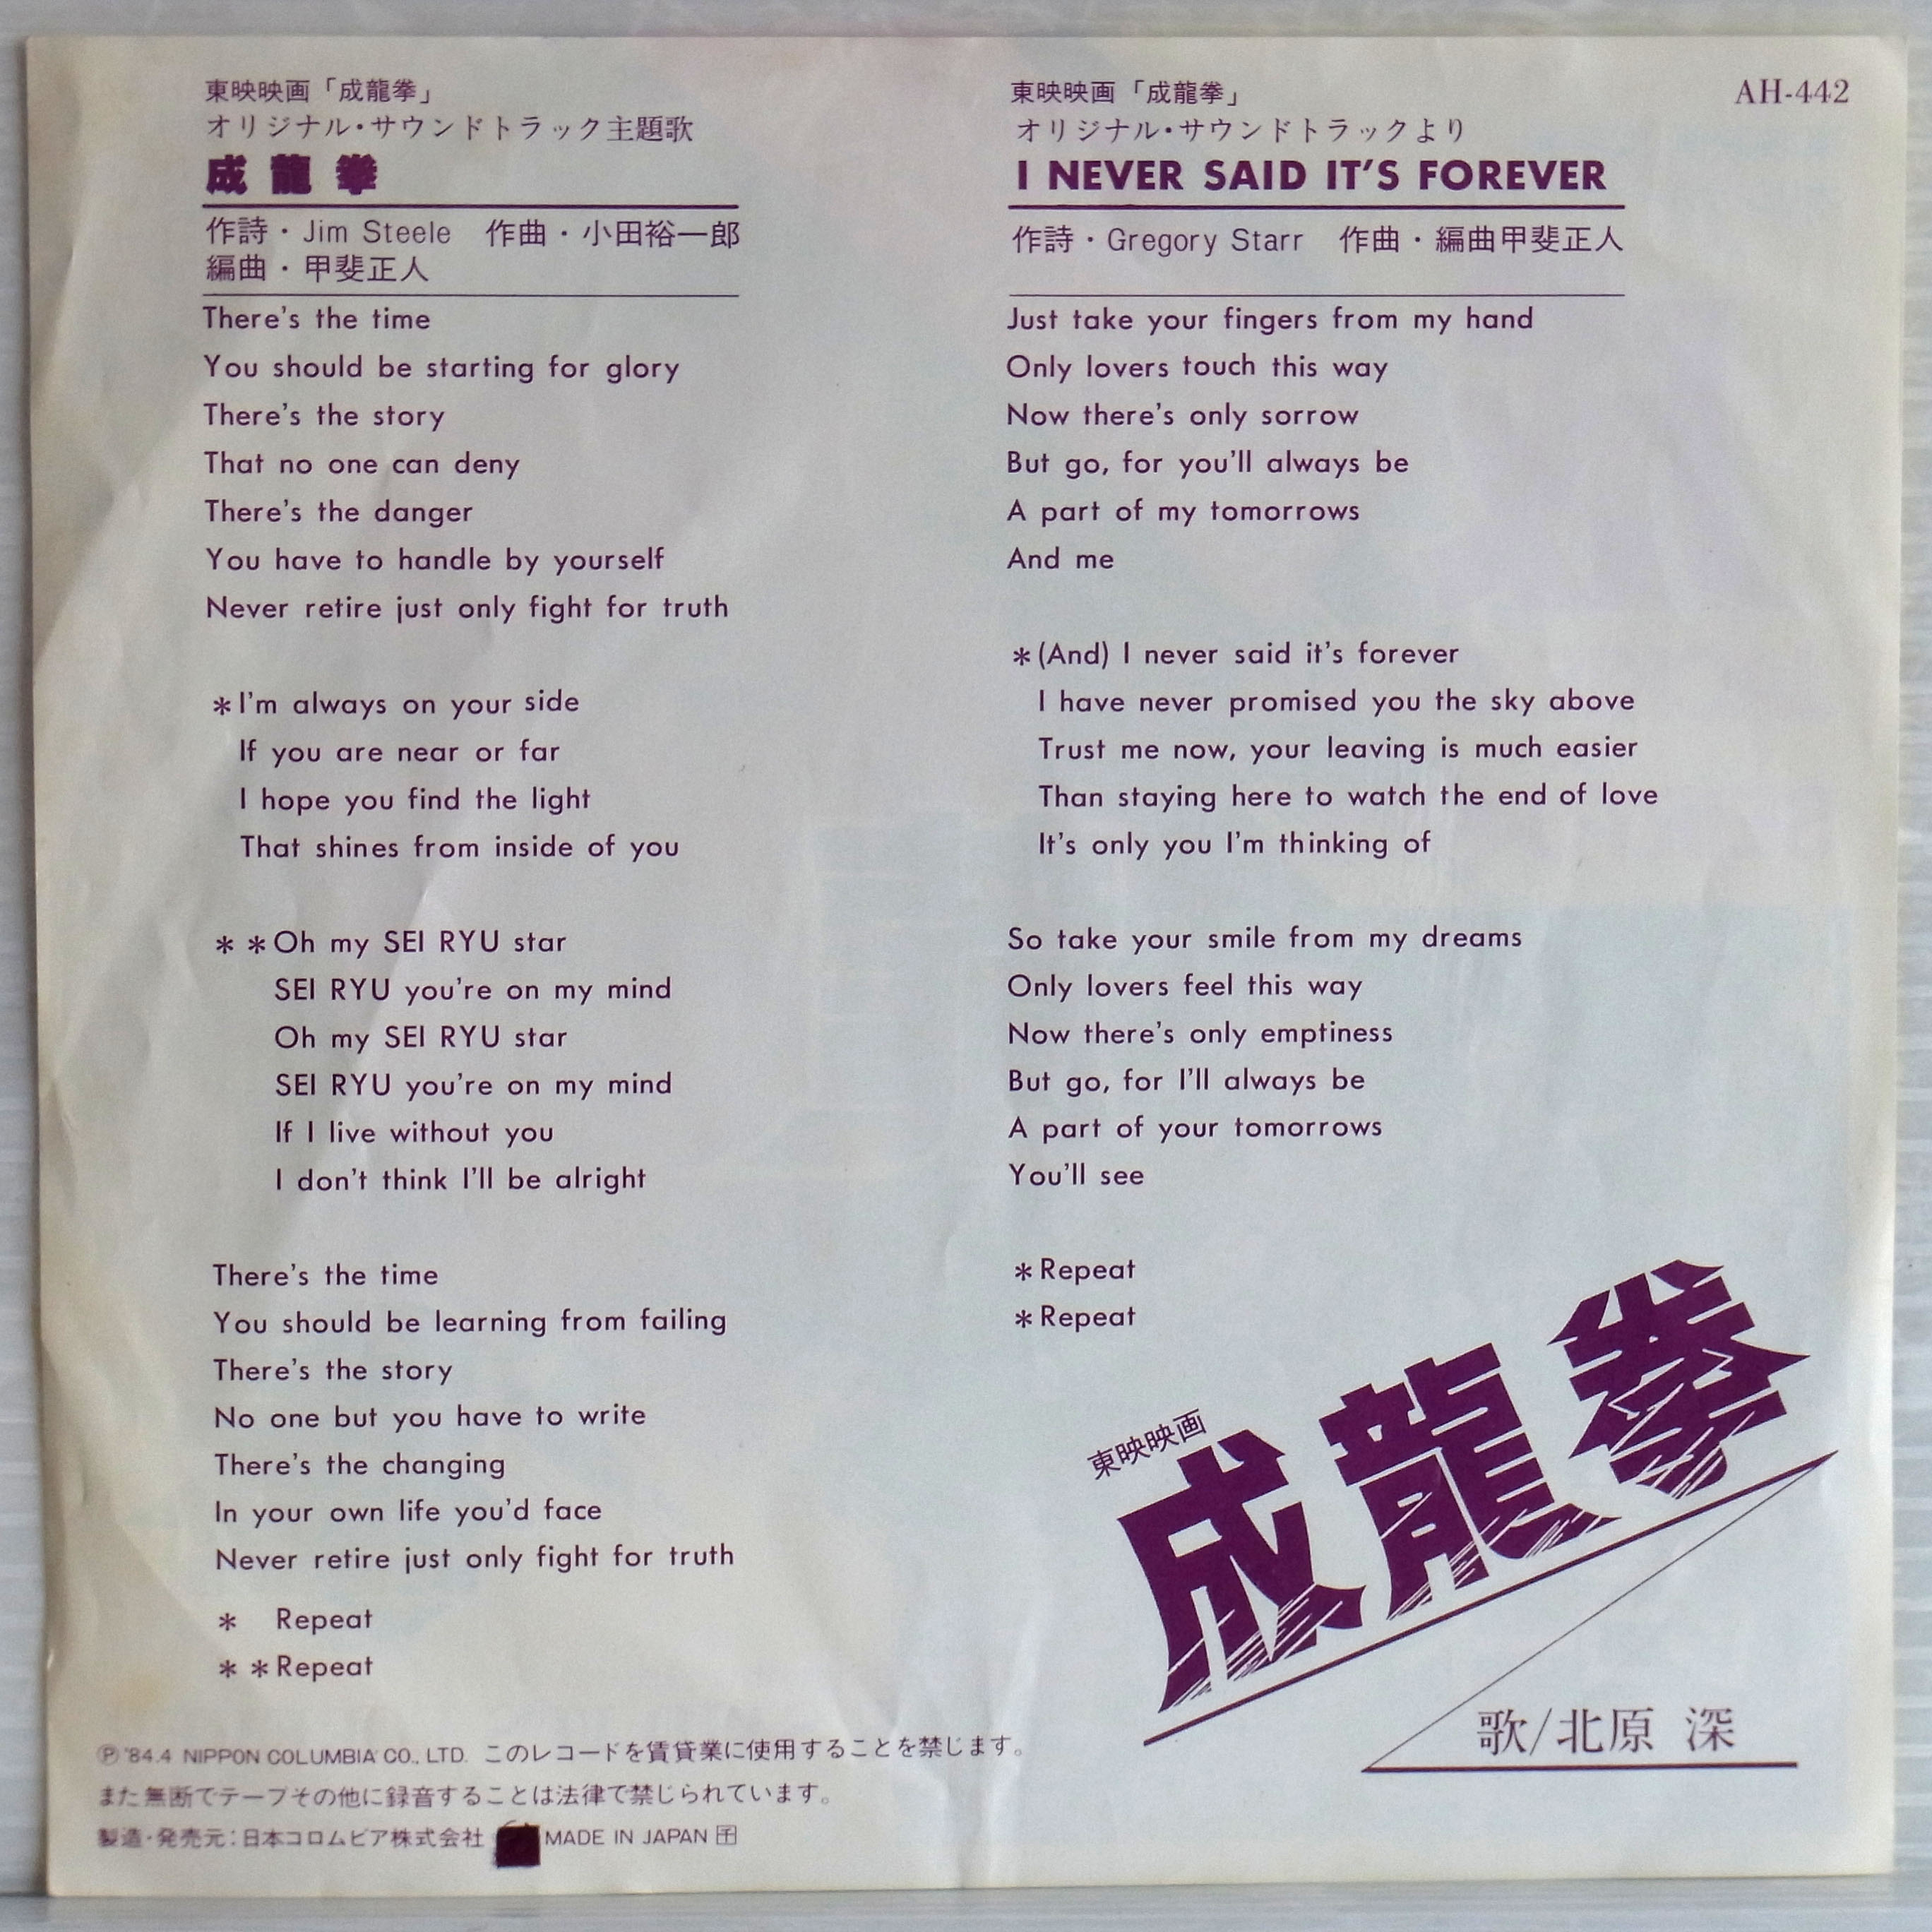 東映映画「成龍拳」
オリジナル・サウンドトラック主題歌
成龍拳
作詩・Jim Steele 作曲・小田裕一郎
編曲・甲斐正人
There's the time
You should be starting for glory
There's the story
That no one can deny
There's the danger
You have to handle by yourself
Never retire just only fight for truth
*I'm always on your side
If you are near or far
I hope you find the light
That shines from inside of you
**Oh my SEI RYU star
SEI RYU you're on my mind
Oh my SEI RYU star
SEI RYU you're on my mind
If I live without you
I don't think I'll be alright
There's the time
You should be learning from failing
There's the story
No one but you have to write
There's the changing
In your own life you'd face
Never retire just only fight for truth
* Repeat
**Repeat
東映映画「成龍拳」
オリジナル・サウンドトラックより
I NEVER SAID IT'S FOREVER
作詩・Gregory Starr 作曲・編曲甲斐正人
Just take your fingers from my hand
Only lovers touch this way
Now there's only sorrow
But go, for you'll always be
A part of my tomorrows
And me
*(And) I never said it's forever
I have never promised you the sky above
Trust me now, your leaving is much easier
Than staying here to watch the end of love
It's only you I'm thinking of
So take your smile from my dreams
Only lovers feel this way
Now there's only emptiness
But go, for I'll always be
A part of your tomorrows
You'll see
*Repeat
*Repeat
AH-442
東映映画
成龍拳
歌/北原 深
Ⓟ'84.4 NIPPON COLUMBIA CO., LTD. このレコードを賃貸業に使用することを禁じます。
また無断でテープその他に録音することは法律で禁じられています。
製造・発売元：日本コロムビア株式会社 MADE IN JAPAN